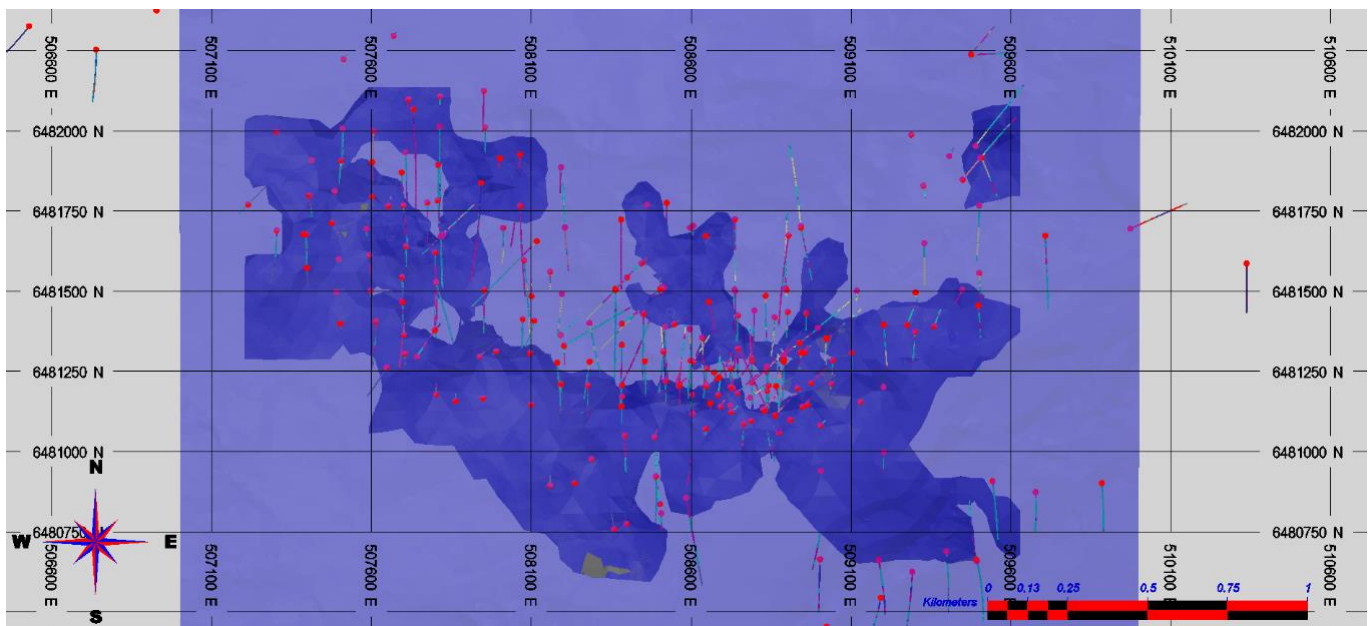 506600 E
507100 E
507600 E
508100 E
508600 E
509100 E
509600 E
510100 E
510600 E
6482000 N
6482000 N
6481750 N
6481750 N
6481500 N
6481500 N
6481250 N
6481250 N
6481000 N
6481000 N
N
6480750 N
6480750 N
W
E
S
506600 E
507100 E
507600 E
508100 E
508600 E
509100 E
509600 E
510100 E
510600 E
0
0.13
0.25
0.5
0.75
1
Kilometers